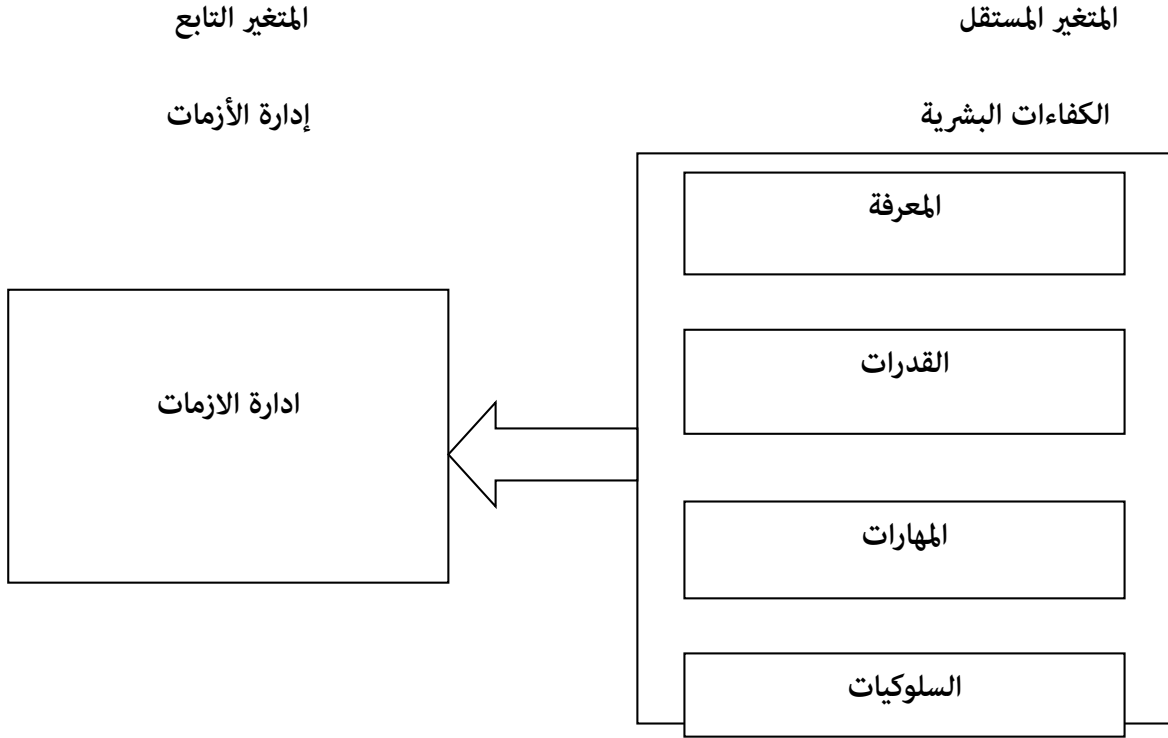 المتغير المستقل
المتغير التابع
الكفاءات البشرية
إدارة الأزمات
المعرفة
القدرات
ادارة الازمات
المهارات
السلوكيات